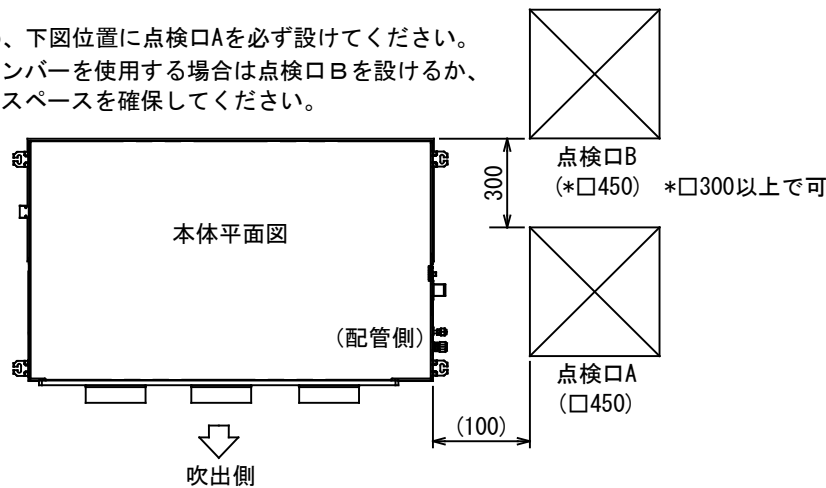 、下図位置に点検口Aを必ず設けてください。
ンバーを使用する場合は点検口Bを設けるか、
スペースを確保してください。
点検口B
(*□450) *□300以上で可
300
本体平面図
(配管側)
点検口A
(□450)
(100)
吹出側